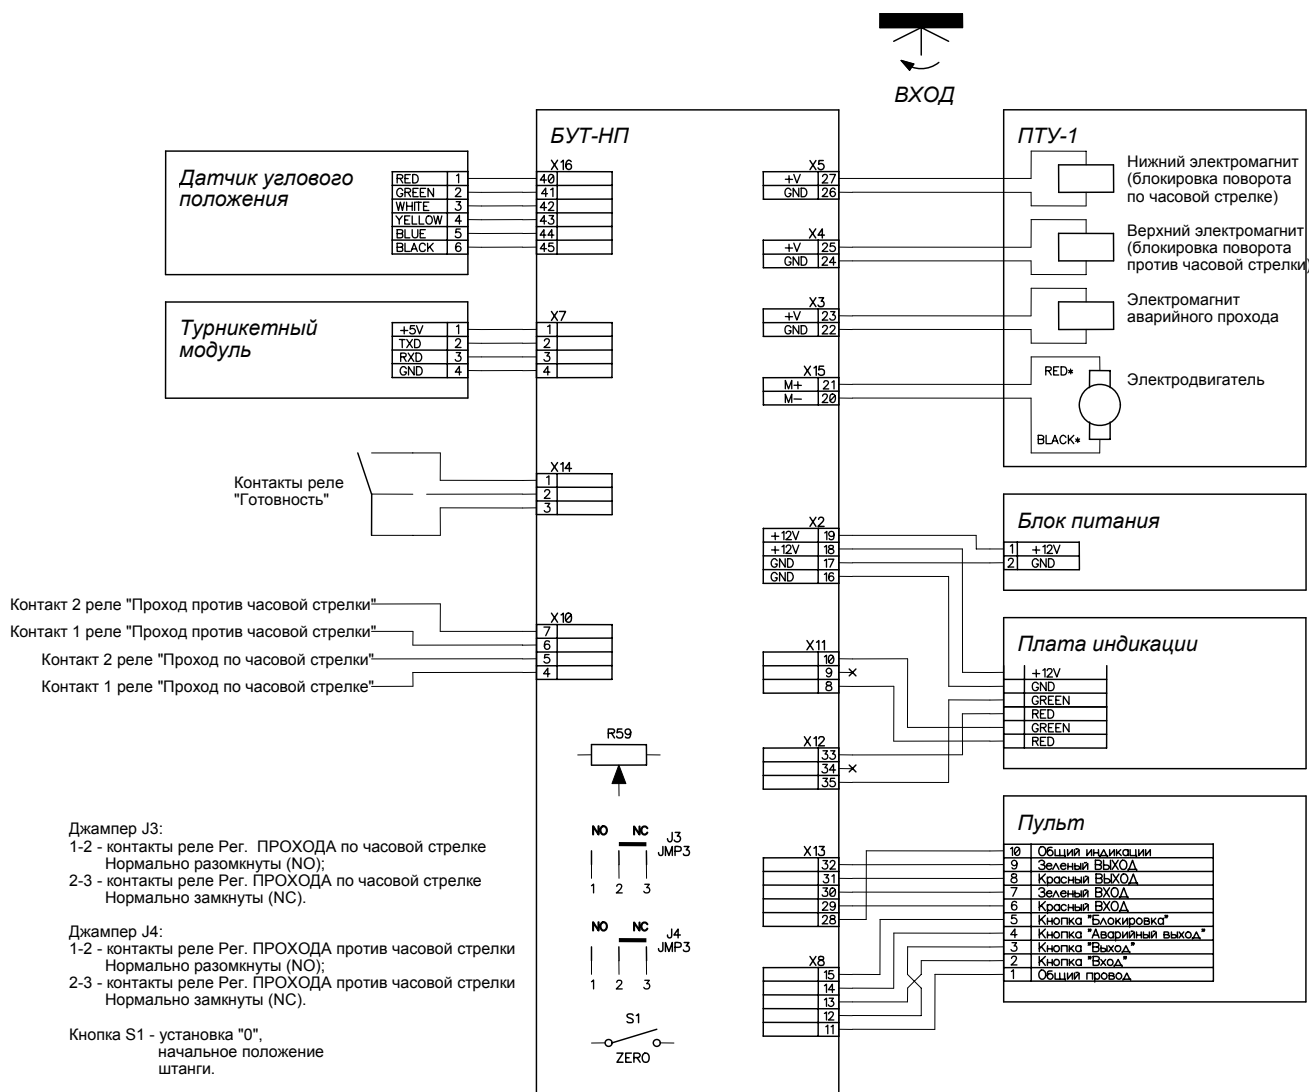 ВХОД
БУТ-НП
ПТУ-1
Датчик углового
положения
RED 1
GREEN 2
WHITE 3
YELLOW 4
BLUE 5
BLACK 6
X16
40
41
42
43
44
45
X5
+V 27
GND 26
Нижний электромагнит
(блокировка поворота
по часовой стрелке)
X4
+V 25
GND 24
Верхний электромагнит
(блокировка поворота
против часовой стрелки)
Турникетный
модуль
+5V 1
TXD 2
RXD 3
GND 4
X7
1
2
3
4
X3
+V 23
GND 22
Электромагнит
аварийного прохода
X15
M+ 21
M- 20
RED*
BLACK*
Электродвигатель
Контакты реле
"Готовность"
X14
1
2
3
X2
+12V 19
+12V 18
GND 17
GND 16
Блок питания
1 +12V
2 GND
Контакт 2 реле "Проход против часовой стрелки"
Контакт 1 реле "Проход против часовой стрелки"
Контакт 2 реле "Проход по часовой стрелки"
Контакт 1 реле "Проход по часовой стрелке"
X10
7
6
5
4
X11
10
9
8
Плата индикации
+12V
GND
GREEN
RED
GREEN
RED
R59
X12
33
34
35
Джампер J3:
1-2 - контакты реле Рег. ПРОХОДА по часовой стрелке
Нормально разомкнуты (NO);
2-3 - контакты реле Рег. ПРОХОДА по часовой стрелке
Нормально замкнуты (NC).
NO NC
J3
JMP3
1 2 3
X13
32
31
30
29
28
Пульт
10 Общий индикации
9 Зеленый ВЫХОД
8 Красный ВЫХОД
7 Зеленый ВХОД
6 Красный ВХОД
5 Кнопка "Блокировка"
4 Кнопка "Аварийный выход"
3 Кнопка "Выход"
2 Кнопка "Вход"
1 Общий провод
Джампер J4:
1-2 - контакты реле Рег. ПРОХОДА против часовой стрелки
Нормально разомкнуты (NO);
2-3 - контакты реле Рег. ПРОХОДА против часовой стрелки
Нормально замкнуты (NC).
NO NC
J4
JMP3
1 2 3
X8
15
14
13
12
11
Кнопка S1 - установка "0",
начальное положение
штанги.
S1
ZERO